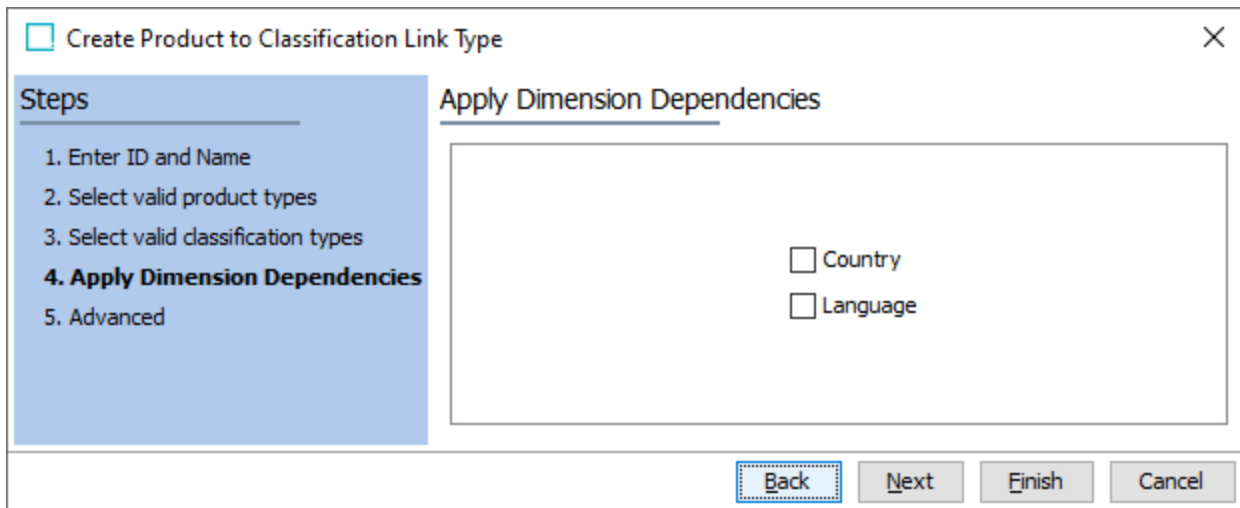 Create Product to Classification Link Type
Steps
1. Enter ID and Name
2. Select valid product types
3. Select valid classification types
4. Apply Dimension Dependencies
5. Advanced
Apply Dimension Dependencies
Country
Language
Back Next Finish Cancel